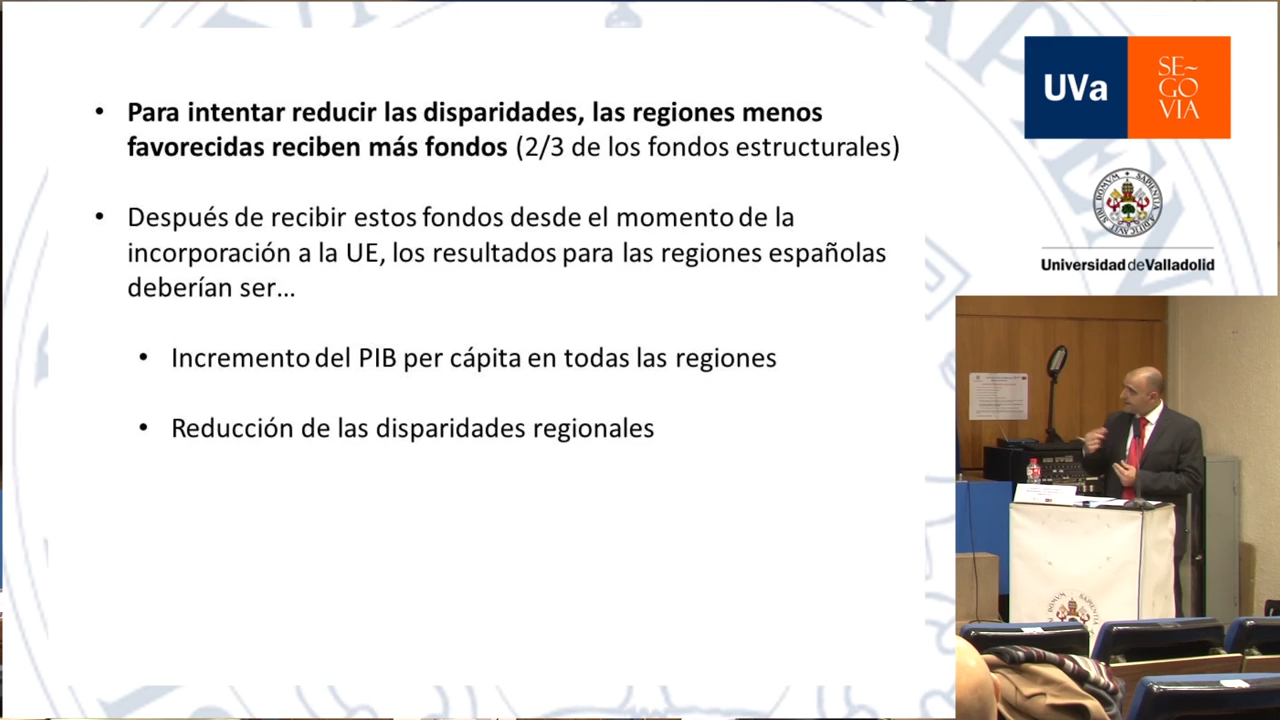 Para intentar reducir las disparidades, las regiones menos
favorecidas reciben más fondos (2/3 de los fondos estructurales)
Después de recibir estos fondos desde el momento de la
incorporación a la UE, los resultados para las regiones españolas
deberían ser...
Incremento del PIB per cápita en todas las regiones
Reducción de las disparidades regionales
UVa
SE~
GO
VIA
Universidad de Valladolid